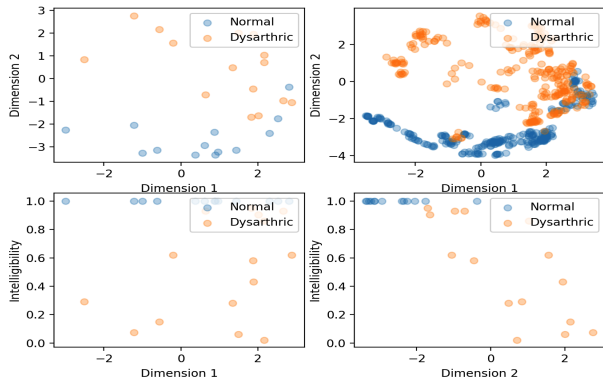 Dimension 2
3
2
1
0
−1
−2
−3
−2
0
2
Dimension 1
Normal
Dysarthric
Dimension 2
2
0
−2
−4
−2
0
2
Dimension 1
Normal
Dysarthric
Intelligibility
1.0
0.8
0.6
0.4
0.2
0.0
−2
0
2
Dimension 1
Normal
Dysarthric
Intelligibility
1.0
0.8
0.6
0.4
0.2
0.0
−2
0
2
Dimension 2
Normal
Dysarthric